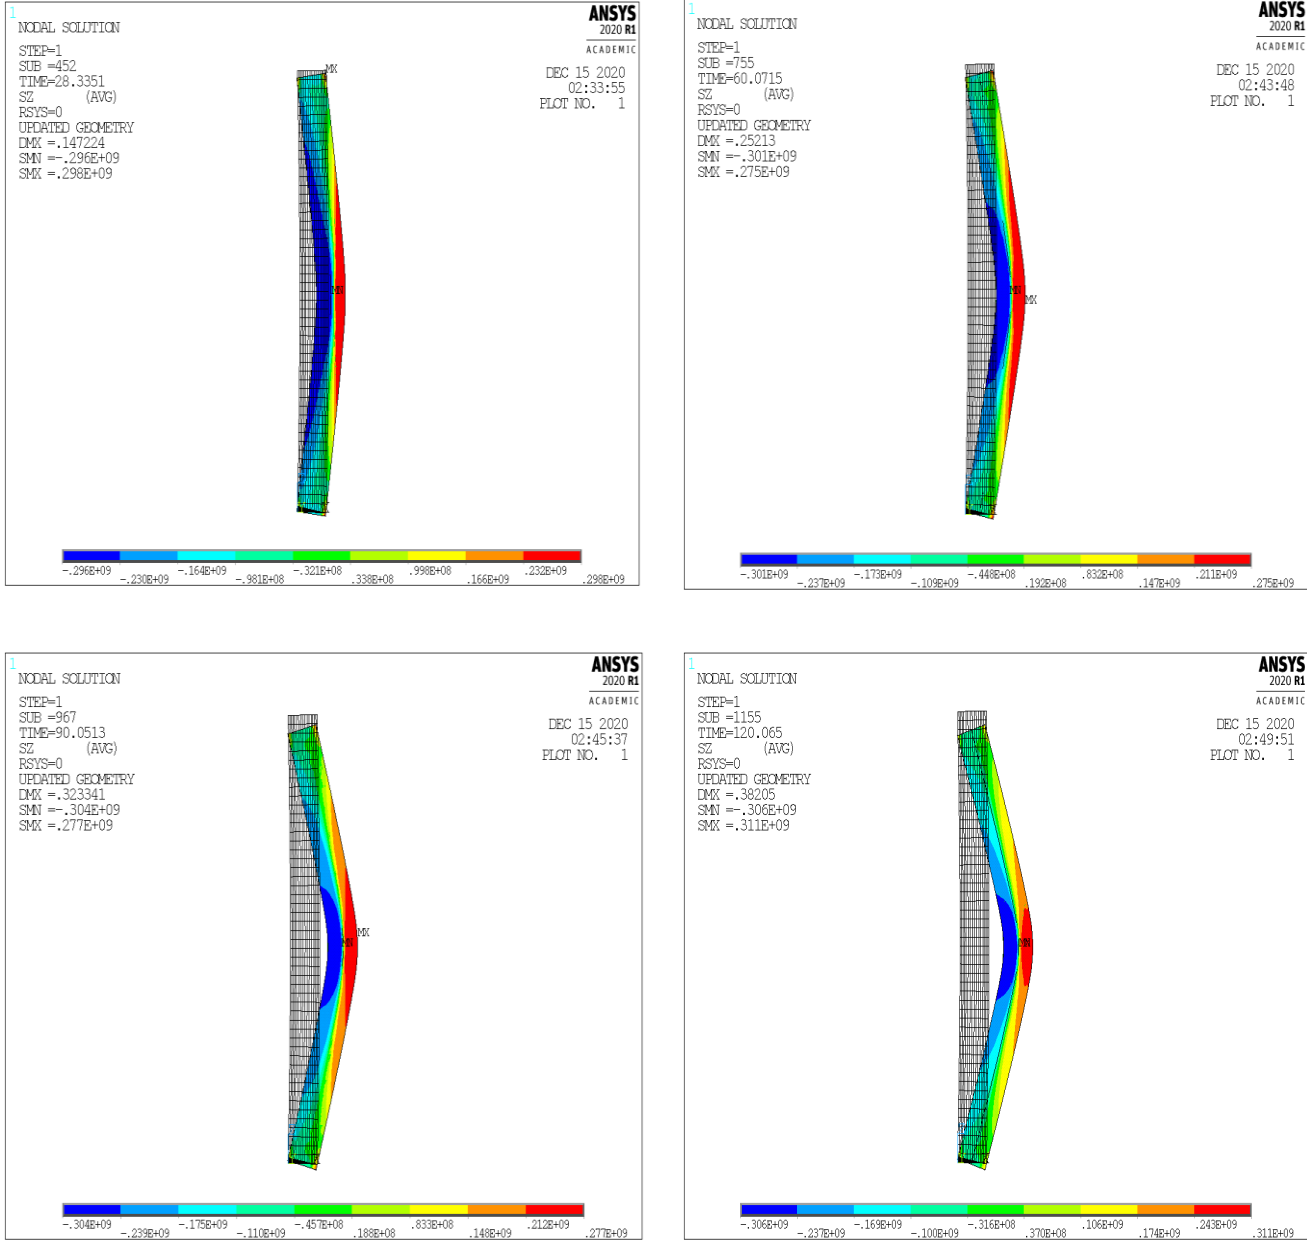 1
NODAL SOLUTION
STEP=1
SUB =452
TIME=28.3351
SZ (AVG)
RSYS=0
UPDATED GEOMETRY
DMX =.147224
SMN =-.296E+09
SMX =.298E+09
ANSYS
2020 R1
ACADEMIC
DEC 15 2020
02:33:55
PLOT NO. 1
MX
MN
-.296E+09 -.230E+09 -.164E+09 -.981E+08 -.321E+08 .338E+08 .998E+08 .166E+09 .232E+09 .298E+09
1
NODAL SOLUTION
STEP=1
SUB =755
TIME=60.0715
SZ (AVG)
RSYS=0
UPDATED GEOMETRY
DMX =.25213
SMN =-.301E+09
SMX =.275E+09
ANSYS
2020 R1
ACADEMIC
DEC 15 2020
02:43:48
PLOT NO. 1
MN
MX
-.301E+09 -.237E+09 -.173E+09 -.109E+09 -.448E+08 .192E+08 .832E+08 .147E+09 .211E+09 .275E+09
1
NODAL SOLUTION
STEP=1
SUB =967
TIME=90.0513
SZ (AVG)
RSYS=0
UPDATED GEOMETRY
DMX =.323341
SMN =-.304E+09
SMX =.277E+09
ANSYS
2020 R1
ACADEMIC
DEC 15 2020
02:45:37
PLOT NO. 1
MX
MN
-.304E+09 -.239E+09 -.175E+09 -.110E+09 -.457E+08 .188E+08 .833E+08 .148E+09 .212E+09 .277E+09
1
NODAL SOLUTION
STEP=1
SUB =1155
TIME=120.065
SZ (AVG)
RSYS=0
UPDATED GEOMETRY
DMX =.38205
SMN =-.306E+09
SMX =.311E+09
ANSYS
2020 R1
ACADEMIC
DEC 15 2020
02:49:51
PLOT NO. 1
MN
-.306E+09 -.237E+09 -.169E+09 -.100E+09 -.316E+08 .370E+08 .106E+09 .174E+09 .243E+09 .311E+09